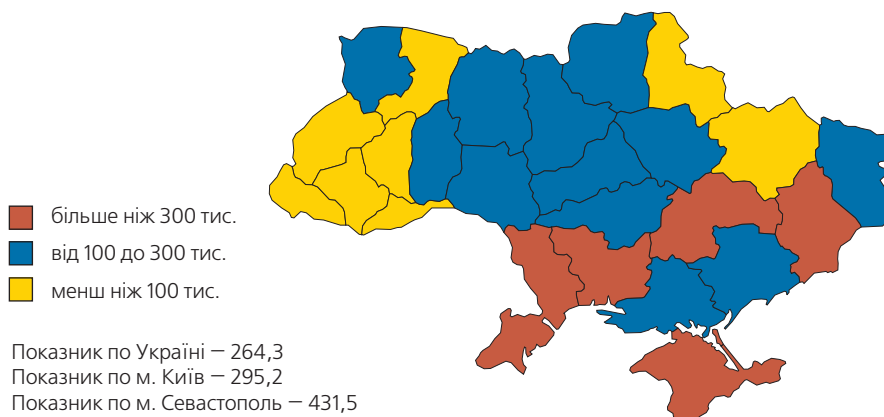 більше ніж 300 тис.
від 100 до 300 тис.
менш ніж 100 тис.
Показник по Україні — 264,3
Показник по м. Київ — 295,2
Показник по м. Севастополь — 431,5